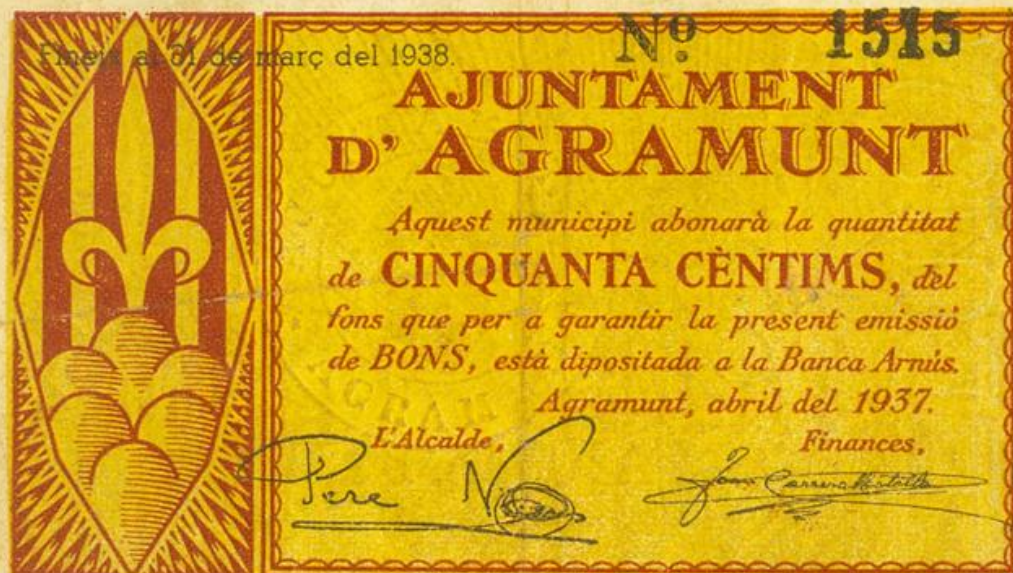 Nº 1515
Fineix al 31 de març del 1938.
AJUNTAMENT
D' AGRAMUNT
Aquest municipi abonarà la quantitat
de CINQUANTA CÈNTIMS, del
fons que per a garantir la present emissió
de BONS, està dipositada a la Banca Arnús.
Agramunt, abril del 1937.
L'Alcalde,
Finances,
Pere